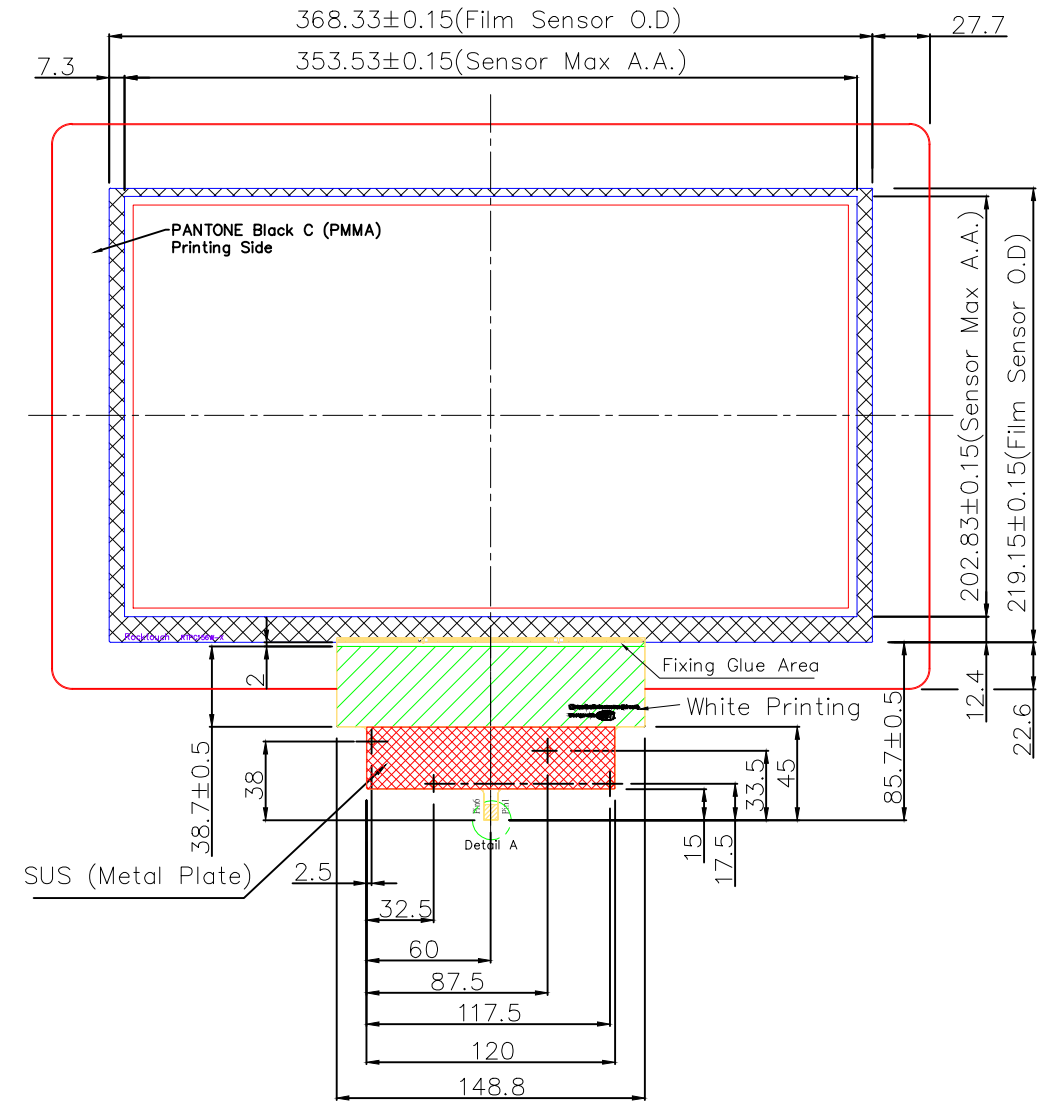 368.33±0.15(Film Sensor O.D)
27.7
353.53±0.15(Sensor Max A.A.)
7.3
PANTONE Black C (PMMA)
Printing Side
202.83±0.15(Sensor Max A.A.)
219.15±0.15(Film Sensor O.D)
Fixing Glue Area
2
White Printing
12.4
22.6
85.7±0.5
38.7±0.5
38
45
33.5
15
17.5
Pin1
Detail A
SUS (Metal Plate)
2.5
32.5
60
87.5
117.5
120
148.8